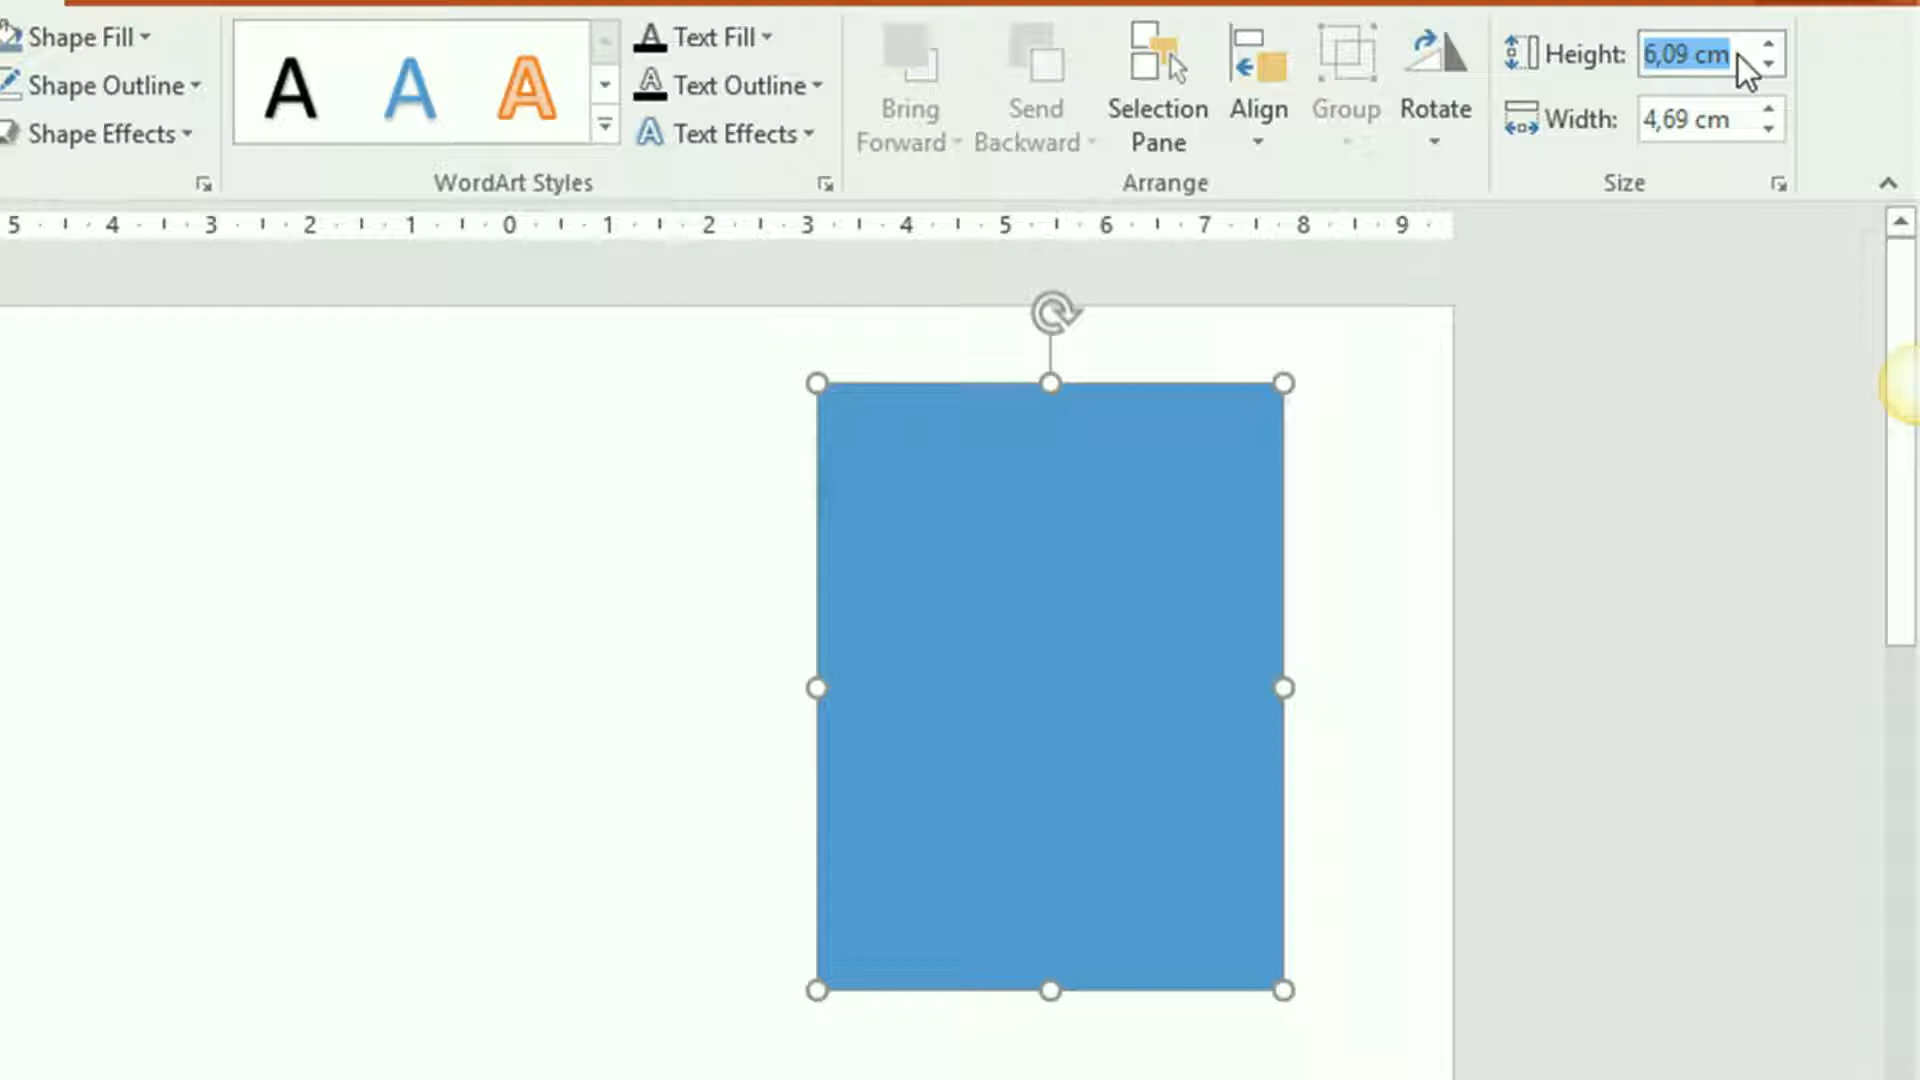 Shape Fill
Shape Outline
Shape Effects
A A A
A Text Fill
A Text Outline
A Text Effects
WordArt Styles
Bring
Forward
Send
Backward
Selection
Pane
Align
Group
Rotate
Arrange
Height: 6,09 cm
Width: 4,69 cm
Size
5 4 3 2 1 0 1 2 3 4 5 6 7 8 9